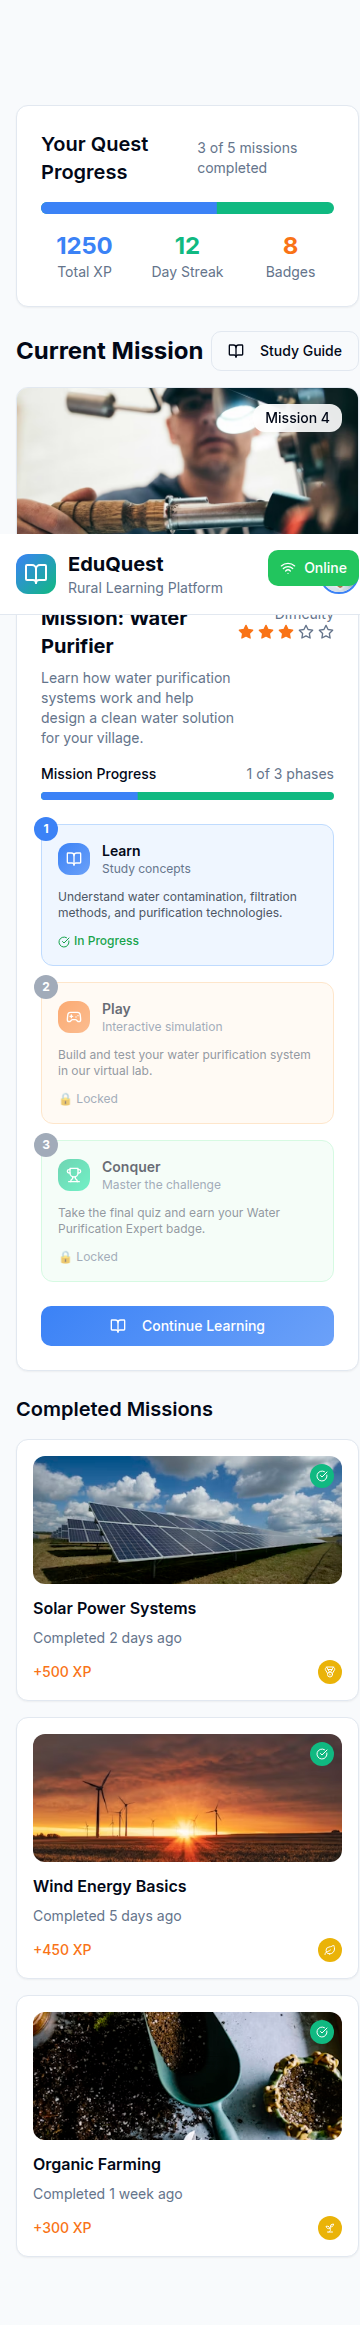 Your Quest
Progress
3 of 5 missions
completed
1250
Total XP
12
Day Streak
8
Badges
Current Mission
Study Guide
Mission 4
EduQuest
Rural Learning Platform
Online
Mission: Water
Purifier
Difficulty
Learn how water purification
systems work and help
design a clean water solution
for your village.
Mission Progress
1 of 3 phases
1
Learn
Study concepts
Understand water contamination, filtration
methods, and purification technologies.
In Progress
2
Play
Interactive simulation
Build and test your water purification system
in our virtual lab.
🔒 Locked
3
Conquer
Master the challenge
Take the final quiz and earn your Water
Purification Expert badge.
🔒 Locked
Continue Learning
Completed Missions
Solar Power Systems
Completed 2 days ago
+500 XP
Wind Energy Basics
Completed 5 days ago
+450 XP
Organic Farming
Completed 1 week ago
+300 XP